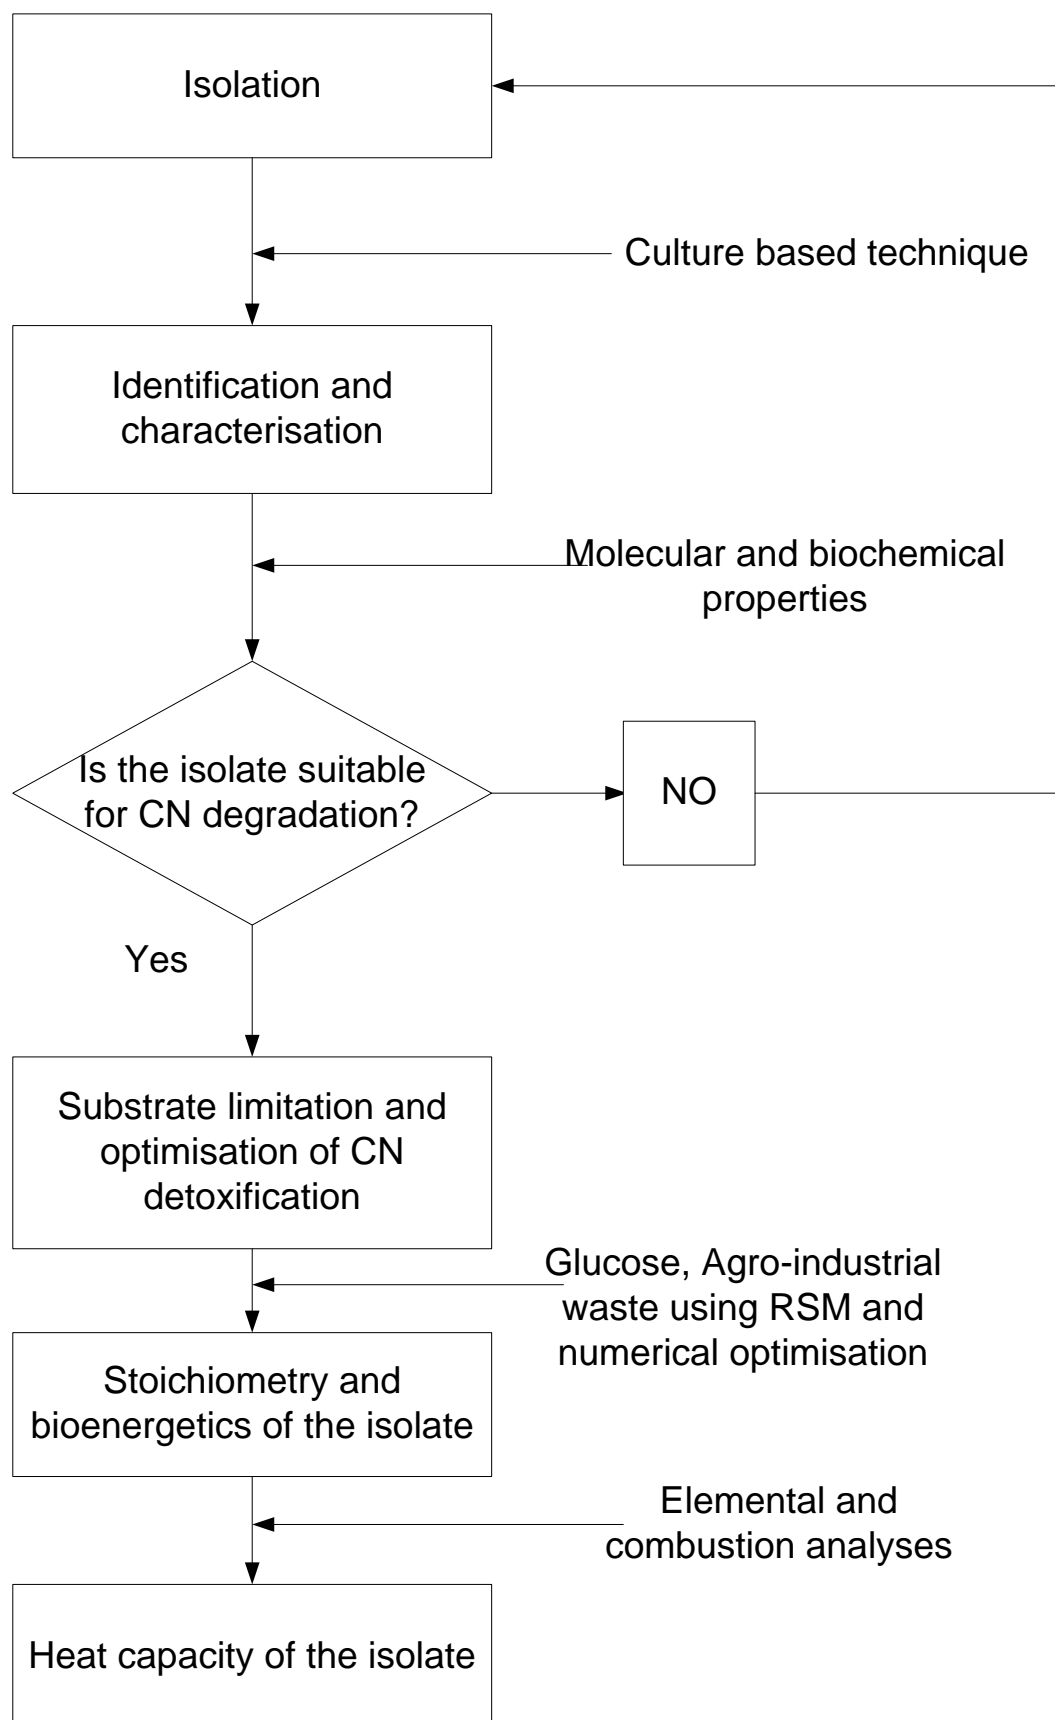 Isolation
Culture based technique
Identification and
characterisation
Molecular and biochemical
properties
Is the isolate suitable
for CN degradation?
NO
Yes
Substrate limitation and
optimisation of CN
detoxification
Glucose, Agro-industrial
waste using RSM and
numerical optimisation
Stoichiometry and
bioenergetics of the isolate
Elemental and
combustion analyses
Heat capacity of the isolate